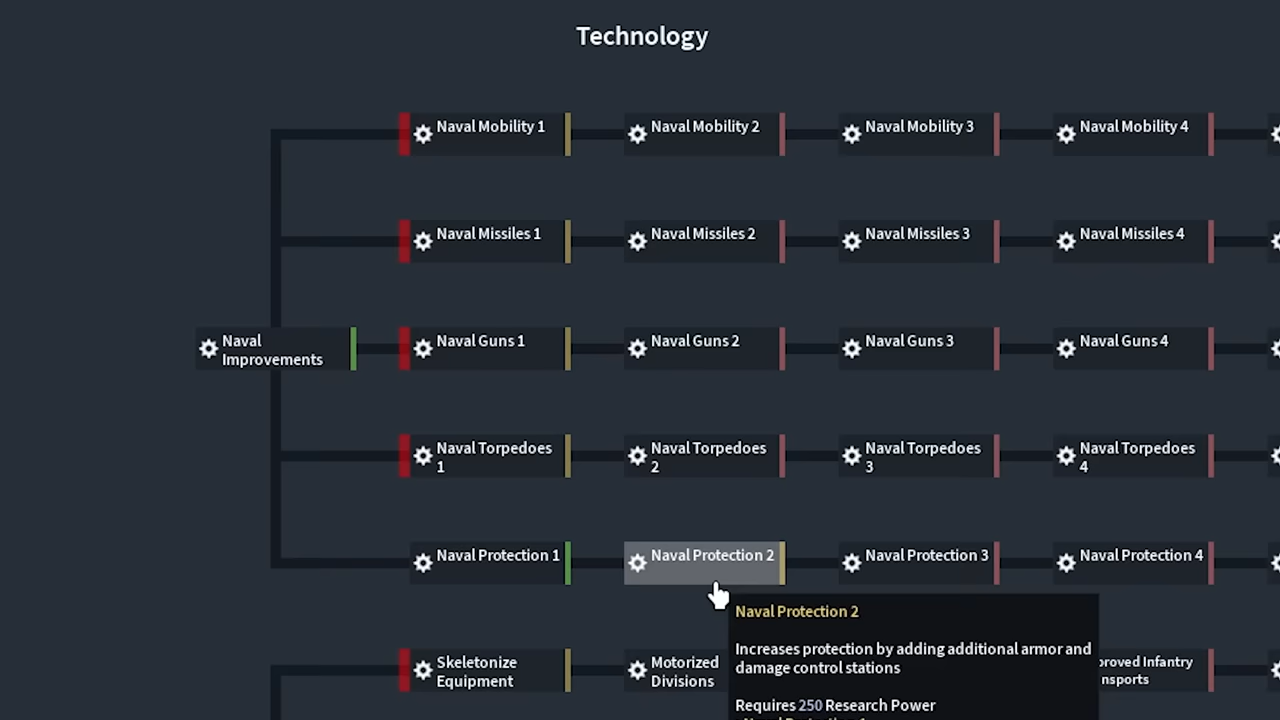 Technology
Naval Mobility 1
Naval Mobility 2
Naval Mobility 3
Naval Mobility 4
Naval Missiles 1
Naval Missiles 2
Naval Missiles 3
Naval Missiles 4
Naval
Improvements
Naval Guns 1
Naval Guns 2
Naval Guns 3
Naval Guns 4
Naval Torpedoes
1
Naval Torpedoes
2
Naval Torpedoes
3
Naval Torpedoes
4
Naval Protection 1
Naval Protection 2
Naval Protection 3
Naval Protection 4
Naval Protection 2
Increases protection by adding additional armor and
damage control stations
Requires 250 Research Power
Skeletonize
Equipment
Motorized
Divisions
Infantry